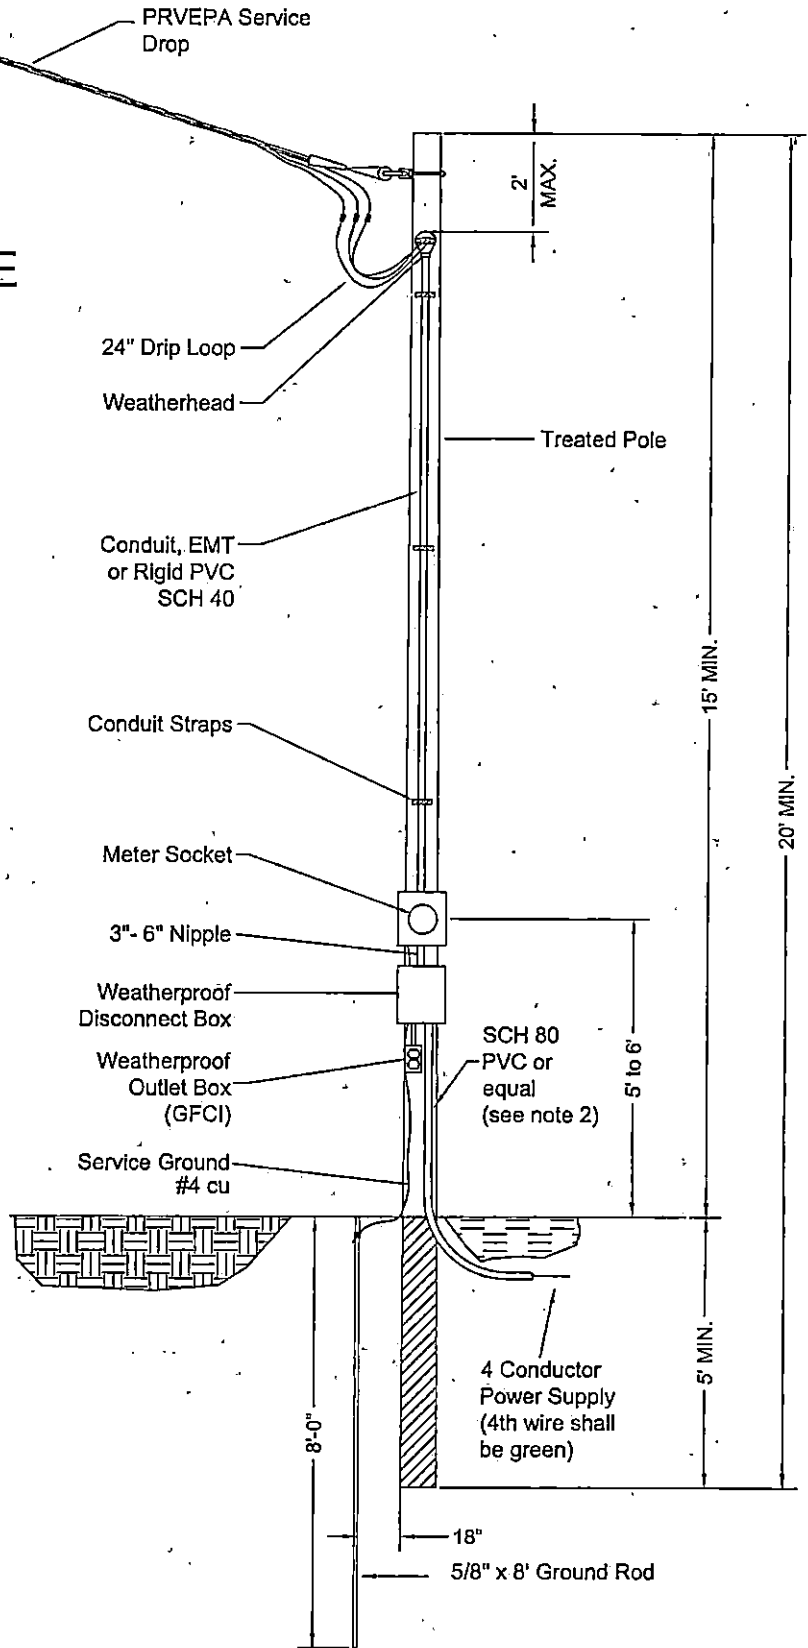 PRVEPA Service
Drop
2'
MAX.
24" Drip Loop
Weatherhead
Treated Pole
Conduit, EMT
or Rigid PVC
SCH 40
15' MIN.
20' MIN.
Conduit Straps
Meter Socket
3"- 6" Nipple
Weatherproof
Disconnect Box
Weatherproof
Outlet Box
(GFCI)
SCH 80
PVC or
equal
(see note 2)
5' to 6'
Service Ground
#4 cu
4 Conductor
Power Supply
(4th wire shall
be green)
5' MIN.
8'-0"
18"
5/8" x 8' Ground Rod